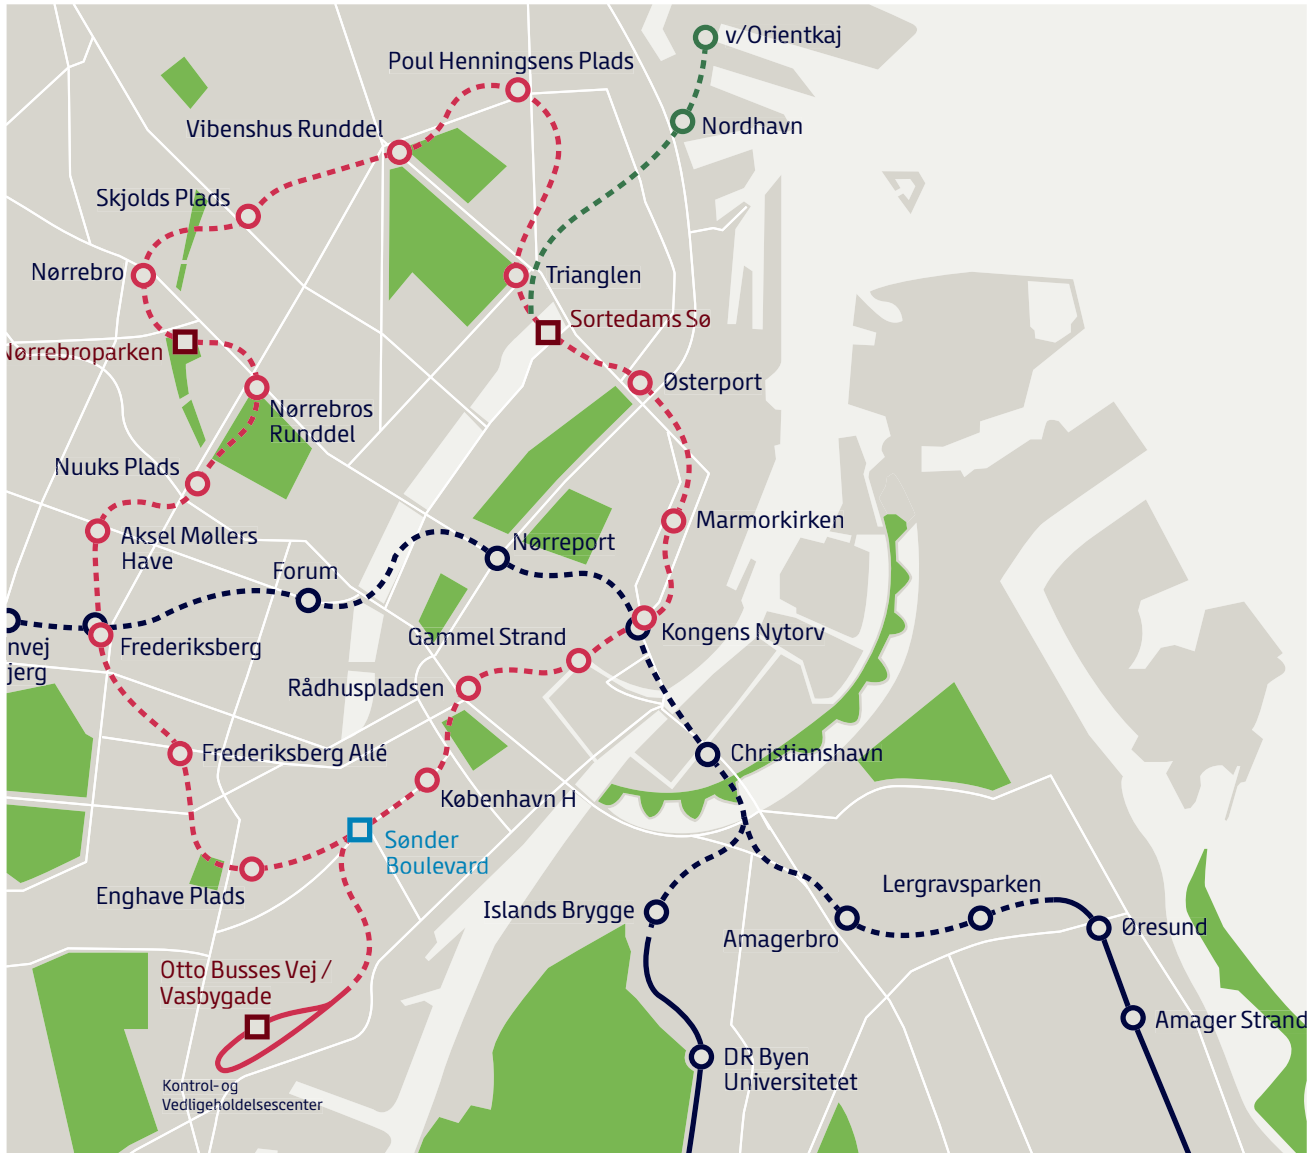 v/Orientkaj
Poul Henningsens Plads
Nordhavn
Vibenshus Runddel
Skjolds Plads
Nørrebro
Trianglen
Sortedams Sø
Nørrebroparken
Østerport
Nørrebros
Runddel
Nuuks Plads
Marmorkirken
Aksel Møllers
Have
Nørreport
Forum
Gammel Strand
Kongens Nytorv
Frederiksberg
nvej
jerg
Rådhuspladsen
Frederiksberg Allé
Christianshavn
København H
Sønder
Boulevard
Enghave Plads
Lergravsparken
Islands Brygge
Amagerbro
Øresund
Otto Busses Vej /
Vasbygade
Amager Strand
DR Byen
Universitetet
Kontrol- og
Vedligeholdelsescenter